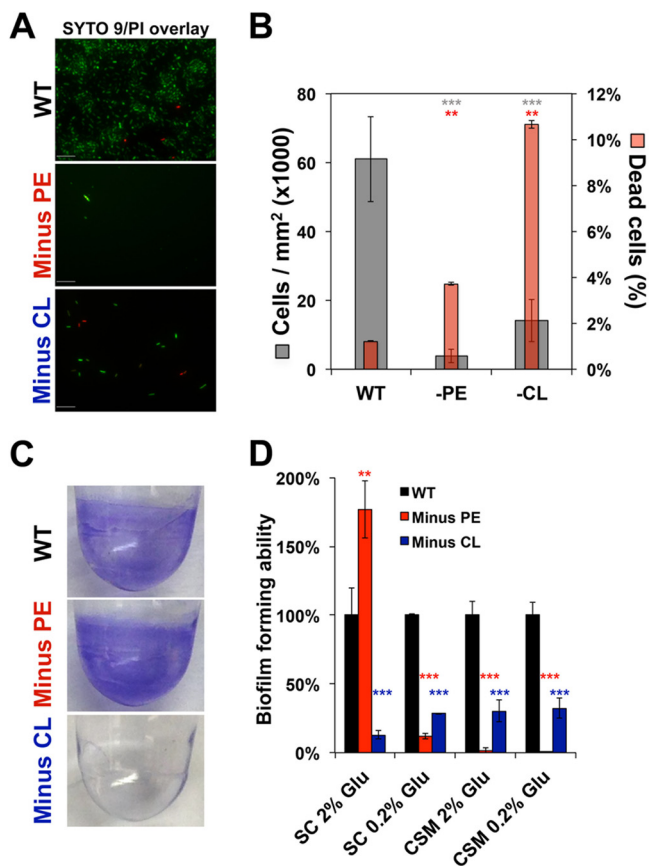 A
SYTO 9/PI overlay
WT
Minus PE
Minus CL
B
80
60
40
20
0
Cells / mm² (x1000)
***
**
***
**
12%
10%
8%
6%
4%
2%
0%
Dead cells (%)
WT
-PE
-CL
C
WT
Minus PE
Minus CL
D
200%
150%
100%
50%
0%
Biofilm forming ability
WT
Minus PE
Minus CL
**
***
***
***
***
***
***
***
SC 2% Glu
SC 0.2% Glu
CSM 2% Glu
CSM 0.2% Glu